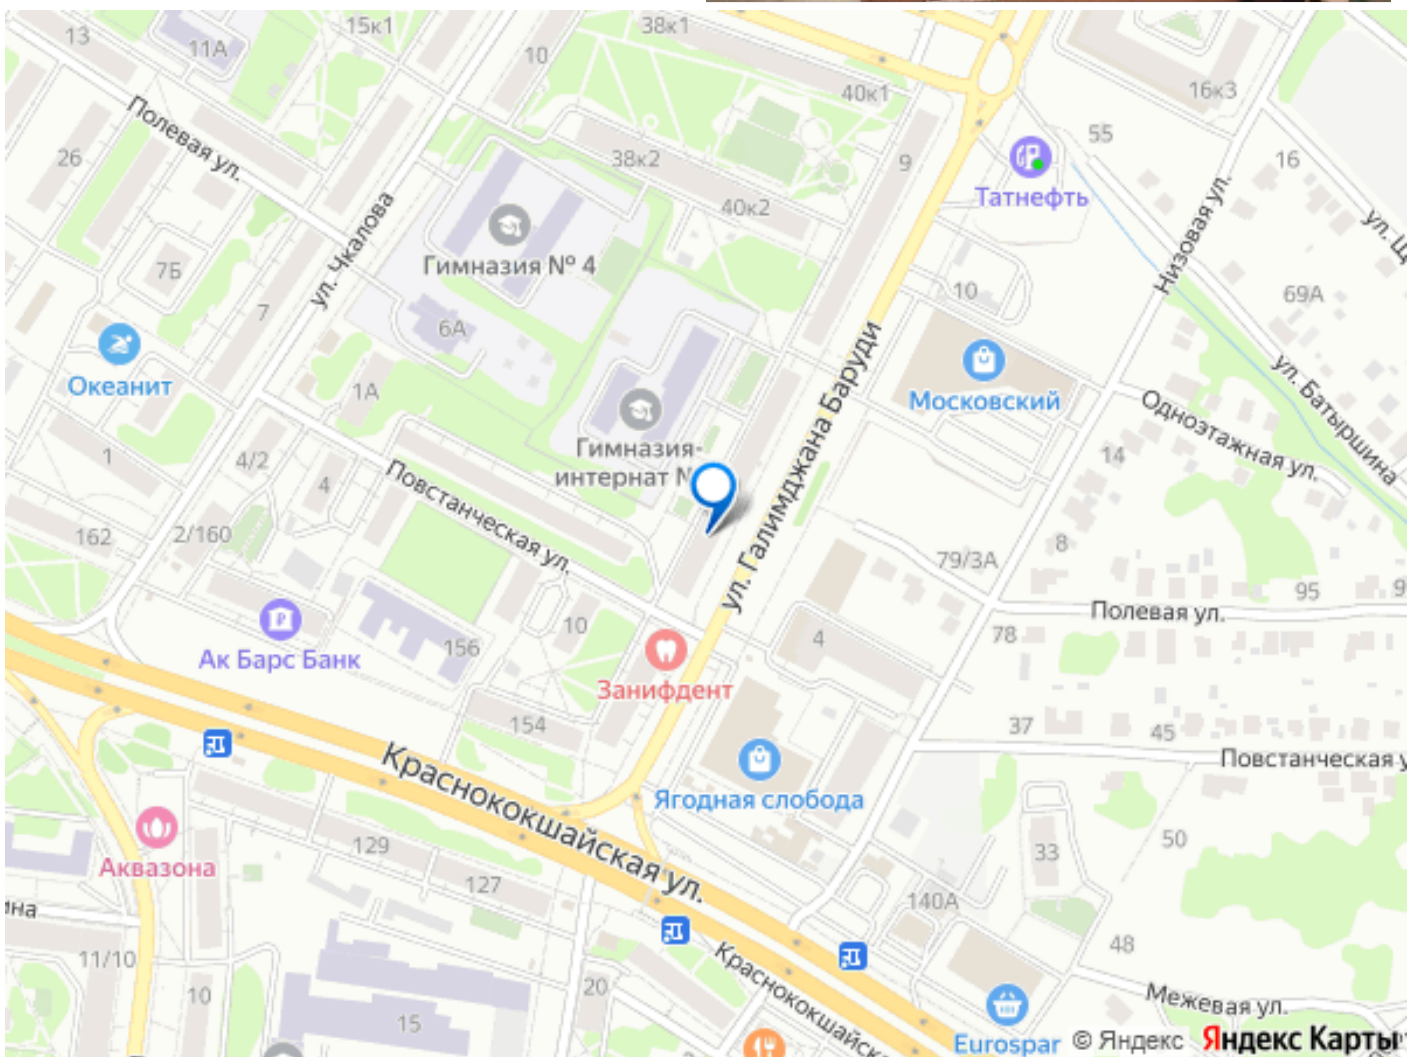 13
11А
15к1
10
38к1
40к1
16к3
55
Полевая ул.
26
38к2
9
16
Татнефть
40к2
ул. Чкалова
Низовая ул.
ул. Щ
7Б
Гимназия № 4
10
69А
7
6А
Океанит
ул. Галимджана Баруди
Московский
ул. Батыршина
1А
Одноэтажная ул.
Гимназия-
интернат №
1
4/2
4
14
Повстанческая ул.
162
2/160
8
79/3А
95
9
Полевая ул.
10
4
78
156
Ак Барс Банк
Занифдент
154
37
45
Повстанческая у
Краснококшайская ул.
Ягодная слобода
129
50
Аквазона
127
33
140А
ина
11/10
48
Краснококшайск
10
20
Межевая ул.
15
Eurospar
© Яндекс Яндекс Карты